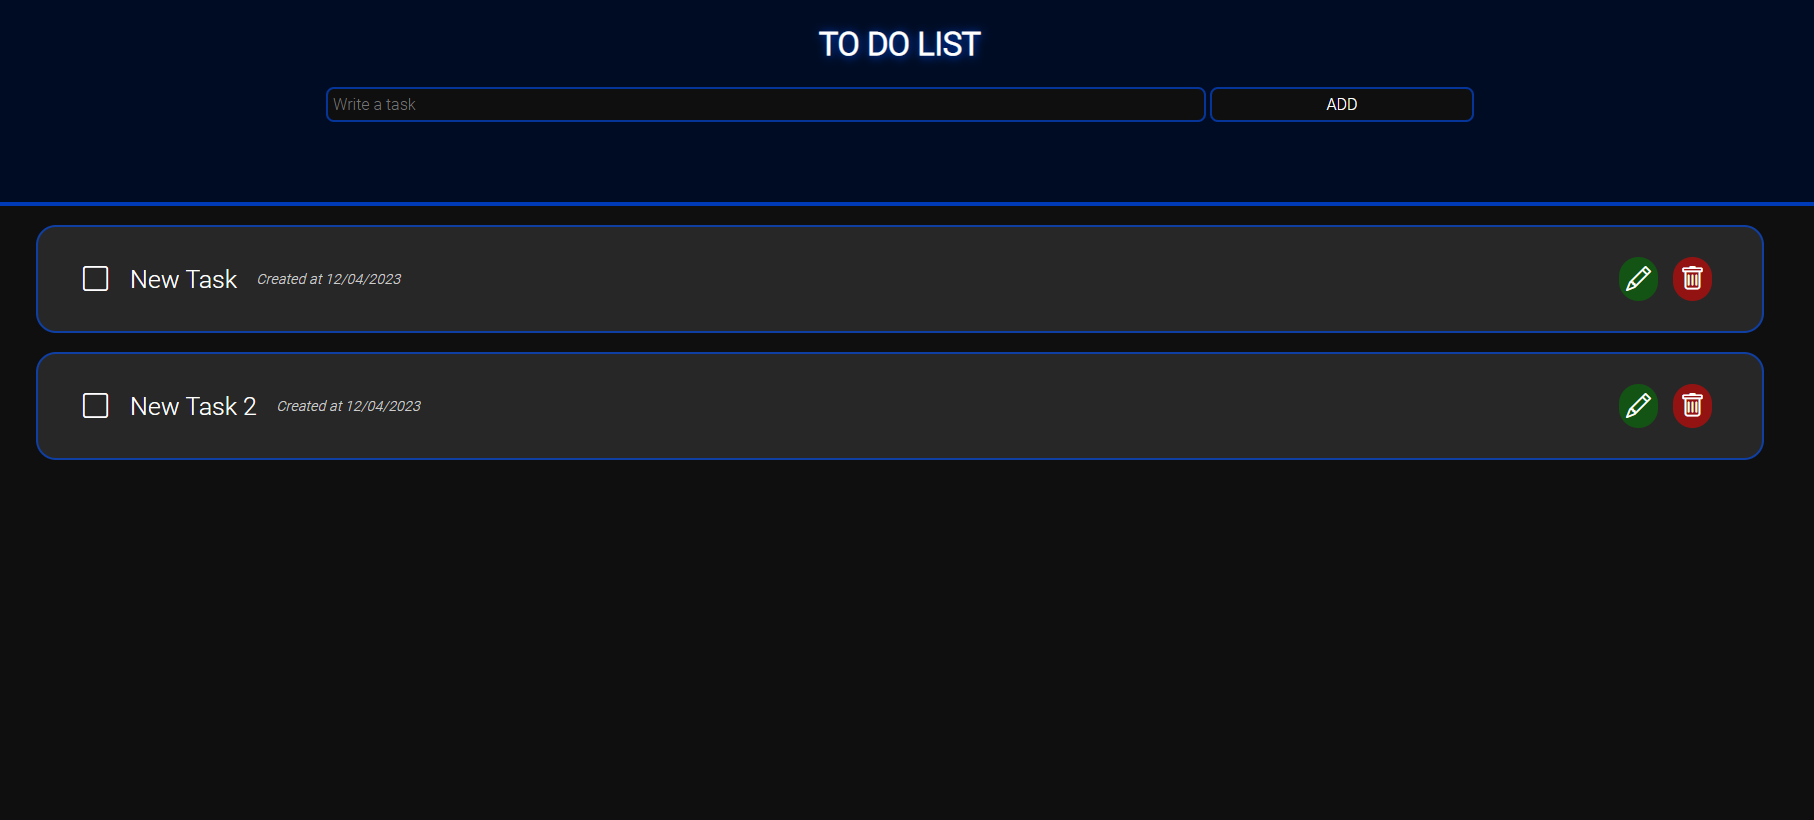 TO DO LIST
Write a task
ADD
New Task Created at 12/04/2023
New Task 2 Created at 12/04/2023